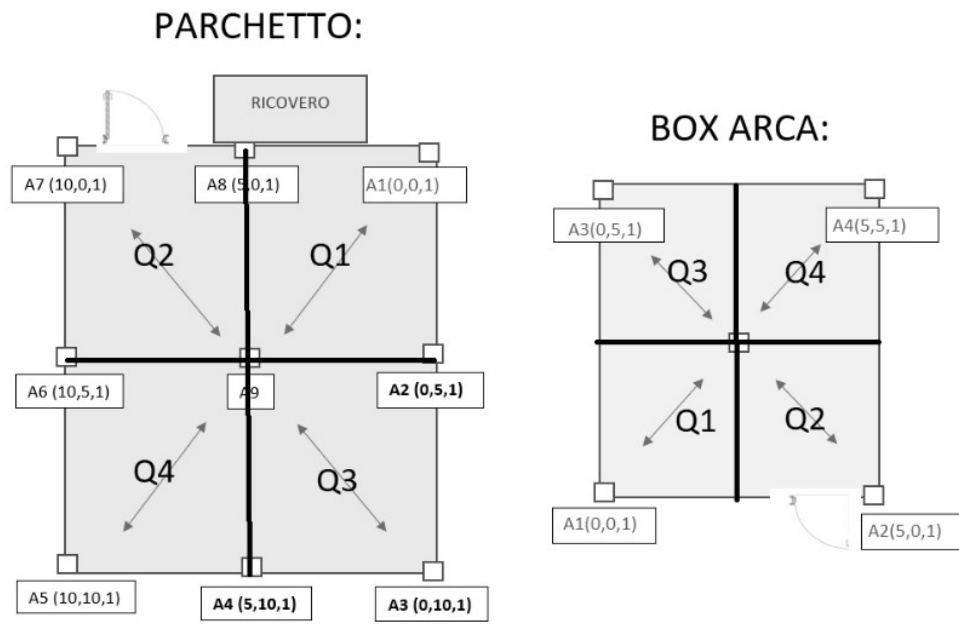 PARCHETTO:
RICOVERO
A7 (10,0,1)
A8 (5,0,1)
A1(0,0,1)
Q2
Q1
A6 (10,5,1)
A9
A2 (0,5,1)
Q4
Q3
A5 (10,10,1)
A4 (5,10,1)
A3 (0,10,1)
BOX ARCA:
A3(0,5,1)
A4(5,5,1)
Q3
Q4
Q1
Q2
A1(0,0,1)
A2(5,0,1)